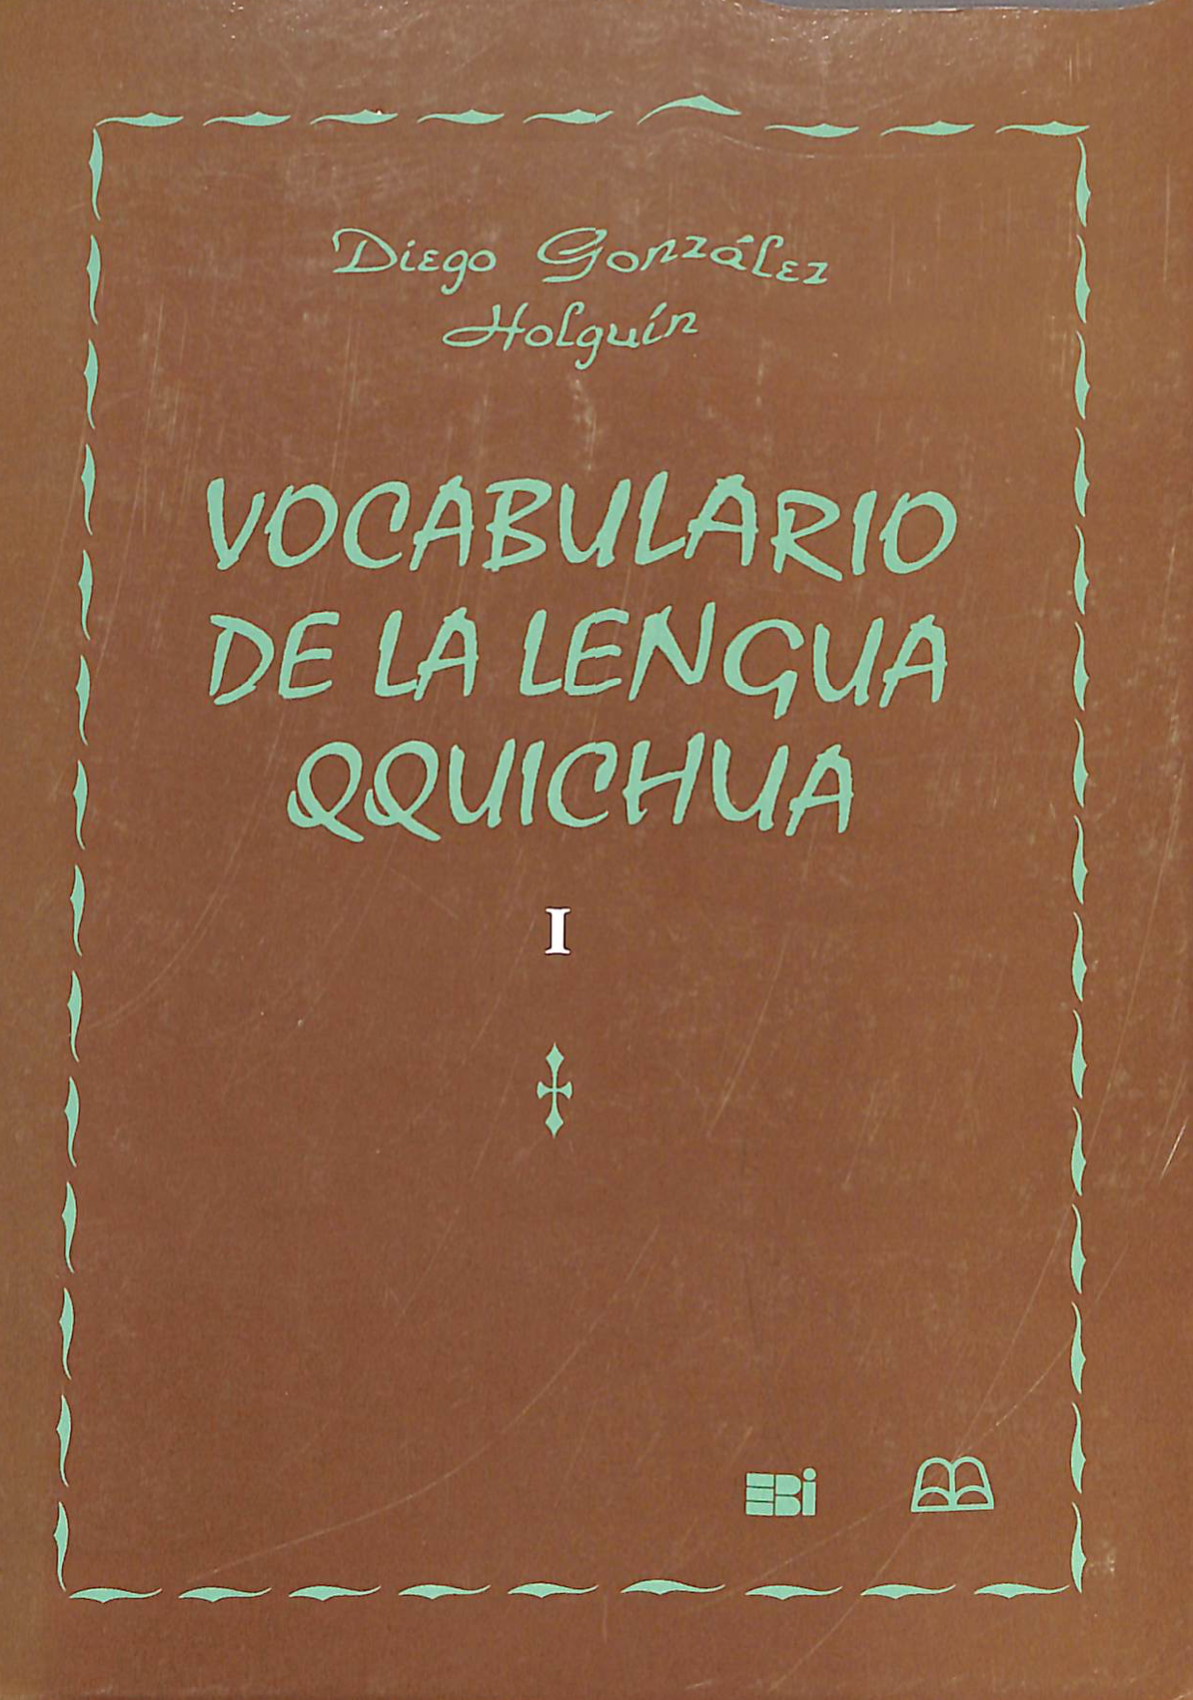 Diego González
Holguín
VOCABULARIO
DE LA LENGUA
QQUICHUA
I
EBI